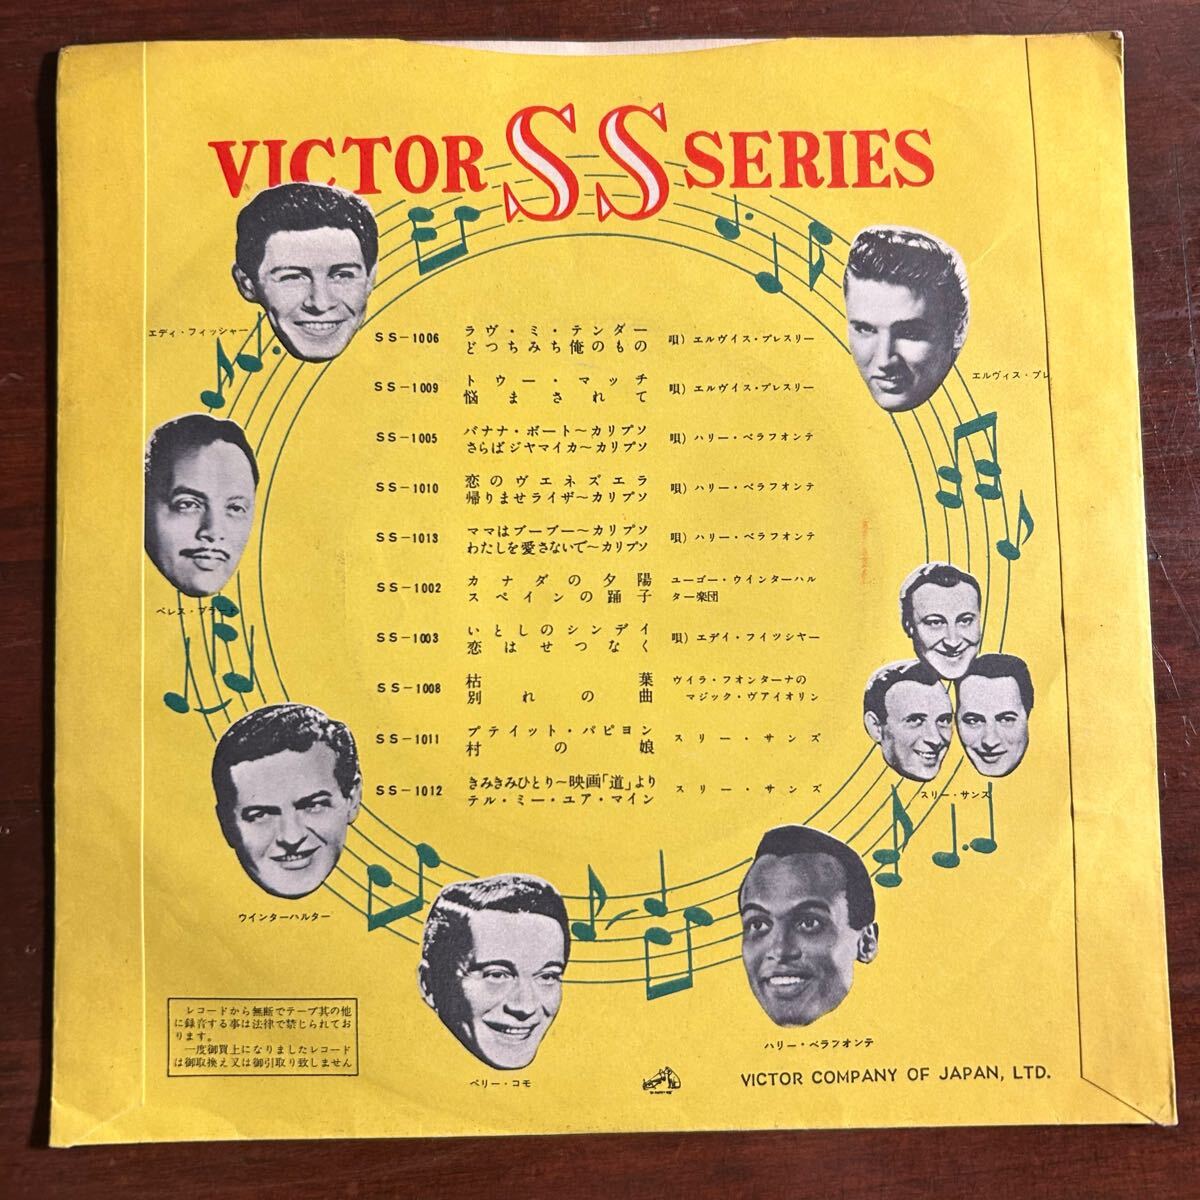 VICTOR SS SERIES
エディ・フィッシャー
エルヴィス・プレ
ペレス・プラード
SS-1006 ラヴ・ミ・テンダー
どつちみち俺のもの 唄) エルヴイス・プレスリー
SS-1009 トウー・マッチ
悩まされて 唄) エルヴイス・プレスリー
SS-1005 バナナ・ボート〜カリプソ
さらばジヤマイカ〜カリプソ 唄) ハリー・ベラフオンテ
SS-1010 恋のヴエネズエラ
帰りませライザ〜カリプソ 唄) ハリー・ベラフオンテ
SS-1013 ママはブーブー〜カリプソ
わたしを愛さないで〜カリプソ 唄) ハリー・ベラフオンテ
SS-1002 カナダの夕陽 ユーゴー・ウインターハル
スペインの踊子 ター楽団
SS-1003 いとしのシンデイ
恋はせつなく 唄) エデイ・フイツシヤー
SS-1008 枯葉 ウイラ・フオンターナの
別れの曲 マジック・ヴアイオリン
SS-1011 プテイット・パピヨン
村の娘 スリー・サンズ
SS-1012 きみきみひとり〜映画「道」より
テル・ミー・ユア・マイン スリー・サンズ
スリー・サンズ
ウインターハルター
ペリー・コモ
ハリー・ベラフオンテ
レコードから無断でテープ其の他
に録音する事は法律で禁じられてお
ります。
一度御買上になりましたレコード
は御取換え又は御引取り致しません
VICTOR COMPANY OF JAPAN, LTD.